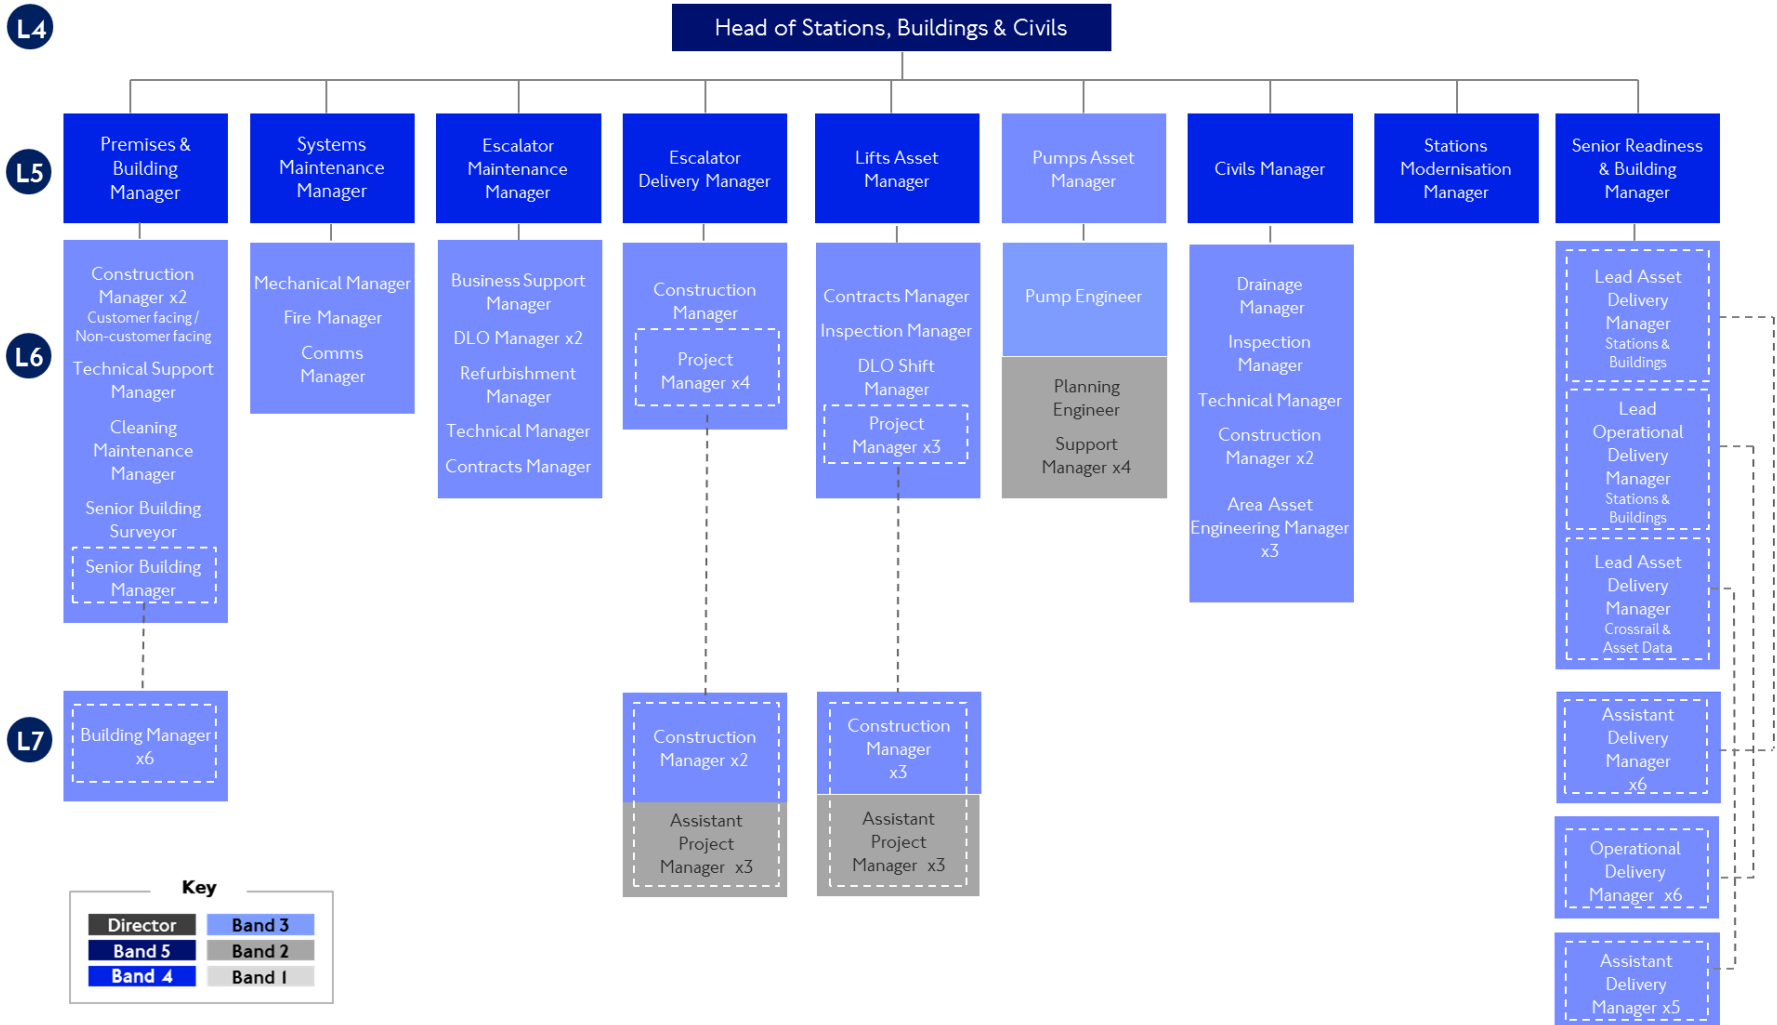 L4
Head of Stations, Buildings & Civils
L5
Premises &
Building
Manager
Systems
Maintenance
Manager
Escalator
Maintenance
Manager
Escalator
Delivery Manager
Lifts Asset
Manager
Pumps Asset
Manager
Civils Manager
Stations
Modernisation
Manager
Senior Readiness
& Building
Manager
L6
Construction
Manager x2
Customer facing /
Non-customer facing
Technical Support
Manager
Cleaning
Maintenance
Manager
Senior Building
Surveyor
Senior Building
Manager
Mechanical Manager
Fire Manager
Comms
Manager
Business Support
Manager
DLO Manager x2
Refurbishment
Manager
Technical Manager
Contracts Manager
Construction
Manager
Project
Manager x4
Contracts Manager
Inspection Manager
DLO Shift
Manager
Project
Manager x3
Pump Engineer
Planning
Engineer
Support
Manager x4
Drainage
Manager
Inspection
Manager
Technical Manager
Construction
Manager x2
Area Asset
Engineering Manager
x3
Lead Asset
Delivery
Manager
Stations &
Buildings
Lead
Operational
Delivery
Manager
Stations &
Buildings
Lead Asset
Delivery
Manager
Crossrail &
Asset Data
L7
Building Manager
x6
Construction
Manager x2
Assistant
Project
Manager x3
Construction
Manager
x3
Assistant
Project
Manager x3
Assistant
Delivery
Manager
x6
Operational
Delivery
Manager x6
Assistant
Delivery
Manager x5
Key
Director
Band 3
Band 5
Band 2
Band 4
Band 1